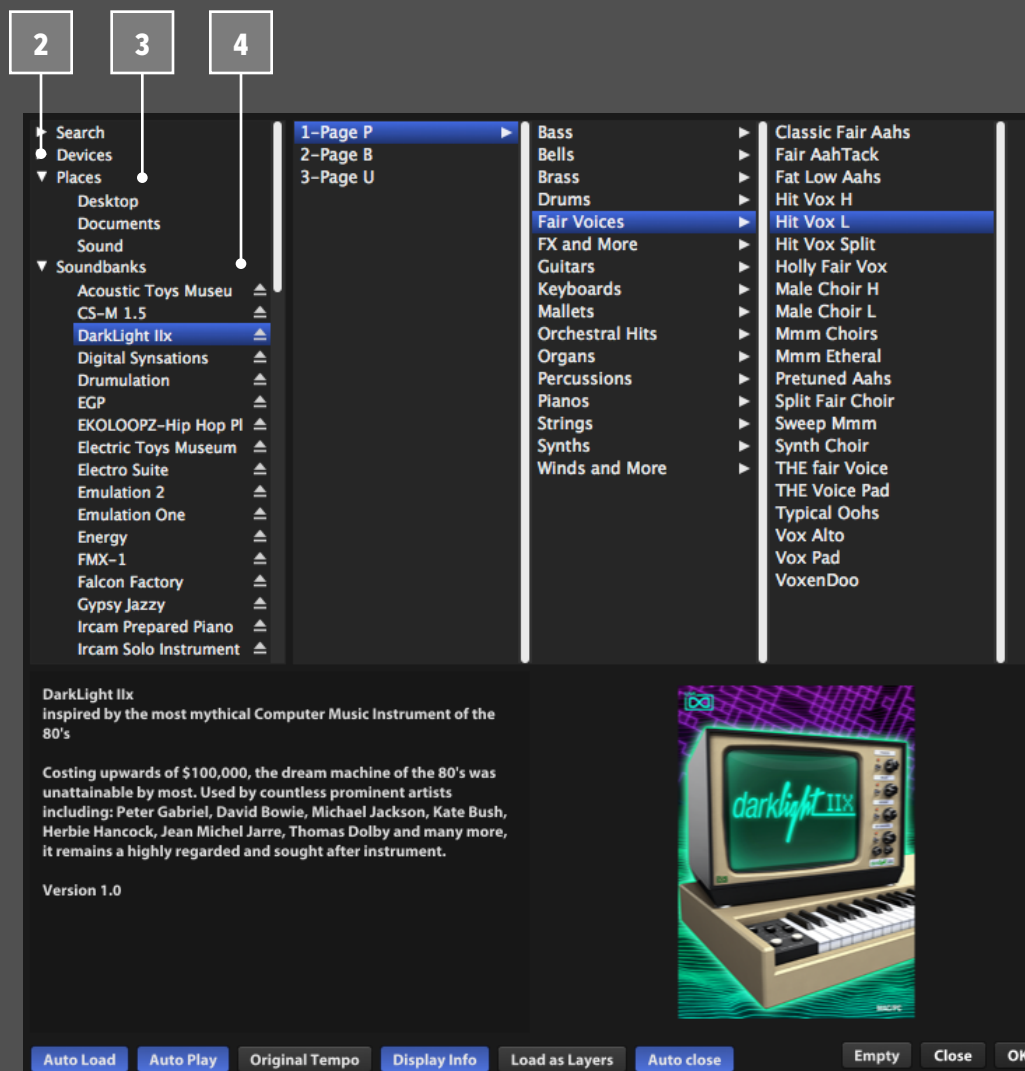 2
3
4
Search
Devices
Places
Desktop
Documents
Sound
Soundbanks
Acoustic Toys Museu
CS-M 1.5
DarkLight IIx
Digital Synsations
Drumulation
EGP
EKOLOOPZ-Hip Hop Pl
Electric Toys Museum
Electro Suite
Emulation 2
Emulation One
Energy
FMX-1
Falcon Factory
Gypsy Jazzy
Ircam Prepared Piano
Ircam Solo Instrument
1-Page P
2-Page B
3-Page U
Bass
Bells
Brass
Drums
Fair Voices
FX and More
Guitars
Keyboards
Mallets
Orchestral Hits
Organs
Percussions
Pianos
Strings
Synths
Winds and More
Classic Fair Aahs
Fair AahTack
Fat Low Aahs
Hit Vox H
Hit Vox L
Hit Vox Split
Holly Fair Vox
Male Choir H
Male Choir L
Mmm Choirs
Mmm Etheral
Pretuned Aahs
Split Fair Choir
Sweep Mmm
Synth Choir
THE fair Voice
THE Voice Pad
Typical Oohs
Vox Alto
Vox Pad
VoxenDoo
DarkLight IIx
inspired by the most mythical Computer Music Instrument of the
80's
Costing upwards of $100,000, the dream machine of the 80's was
unattainable by most. Used by countless prominent artists
including: Peter Gabriel, David Bowie, Michael Jackson, Kate Bush,
Herbie Hancock, Jean Michel Jarre, Thomas Dolby and many more,
it remains a highly regarded and sought after instrument.
Version 1.0
darklight IIX
MAC/PC
Auto Load
Auto Play
Original Tempo
Display Info
Load as Layers
Auto close
Empty
Close
OK